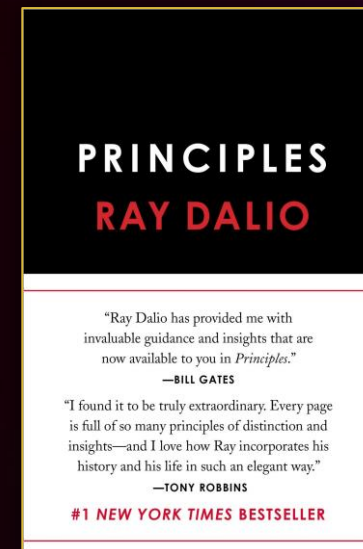 PRINCIPLES
RAY DALIO
“Ray Dalio has provided me with
invaluable guidance and insights that are
now available to you in Principles.”
—BILL GATES
“I found it to be truly extraordinary. Every page
is full of so many principles of distinction and
insights—and I love how Ray incorporates his
history and his life in such an elegant way.”
—TONY ROBBINS
#1 NEW YORK TIMES BESTSELLER